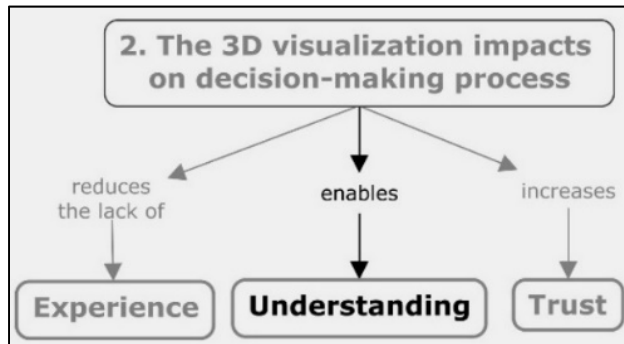 2. The 3D visualization impacts
on decision-making process
reduces
the lack of
enables
increases
Experience
Understanding
Trust